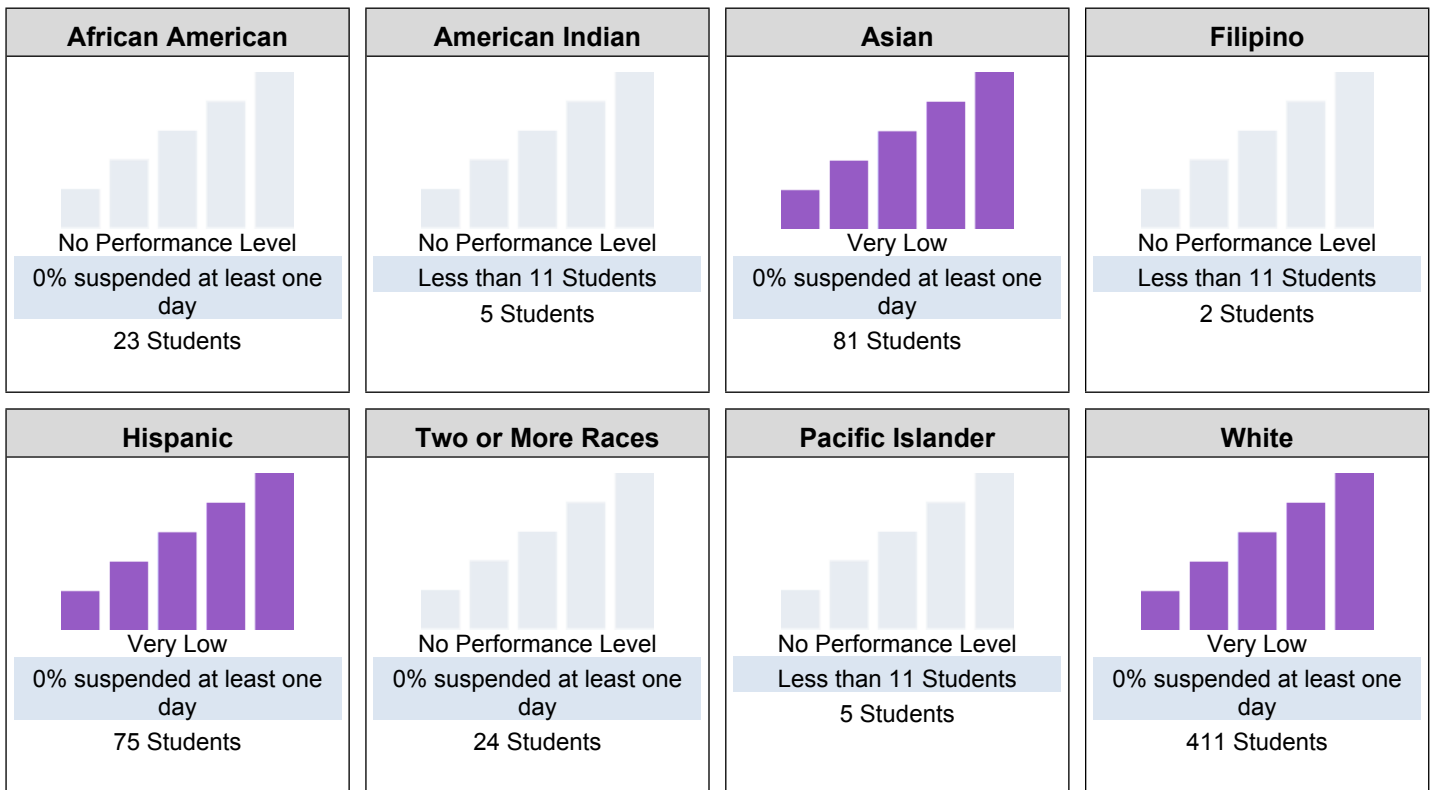 African American
No Performance Level
0% suspended at least one
day
23 Students
American Indian
No Performance Level
Less than 11 Students
5 Students
Asian
Very Low
0% suspended at least one
day
81 Students
Filipino
No Performance Level
Less than 11 Students
2 Students
Hispanic
Very Low
0% suspended at least one
day
75 Students
Two or More Races
No Performance Level
0% suspended at least one
day
24 Students
Pacific Islander
No Performance Level
Less than 11 Students
5 Students
White
Very Low
0% suspended at least one
day
411 Students